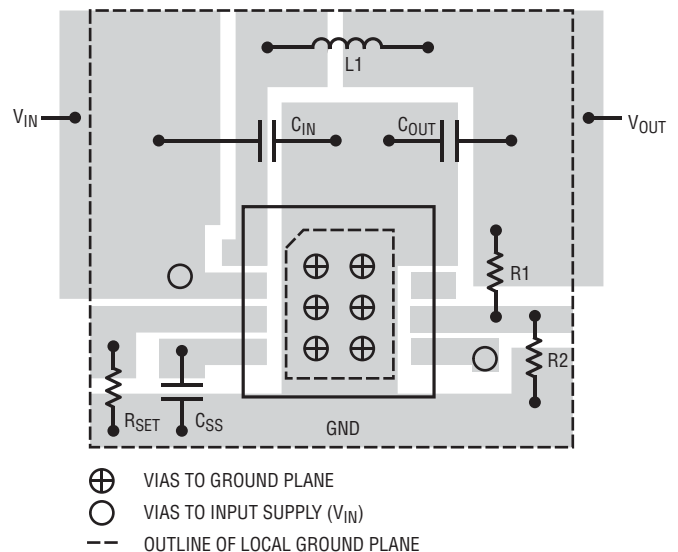 L1
V_IN
C_IN
C_OUT
V_OUT
R1
R2
R_SET
C_SS
GND
VIAS TO GROUND PLANE
VIAS TO INPUT SUPPLY (V_IN)
OUTLINE OF LOCAL GROUND PLANE